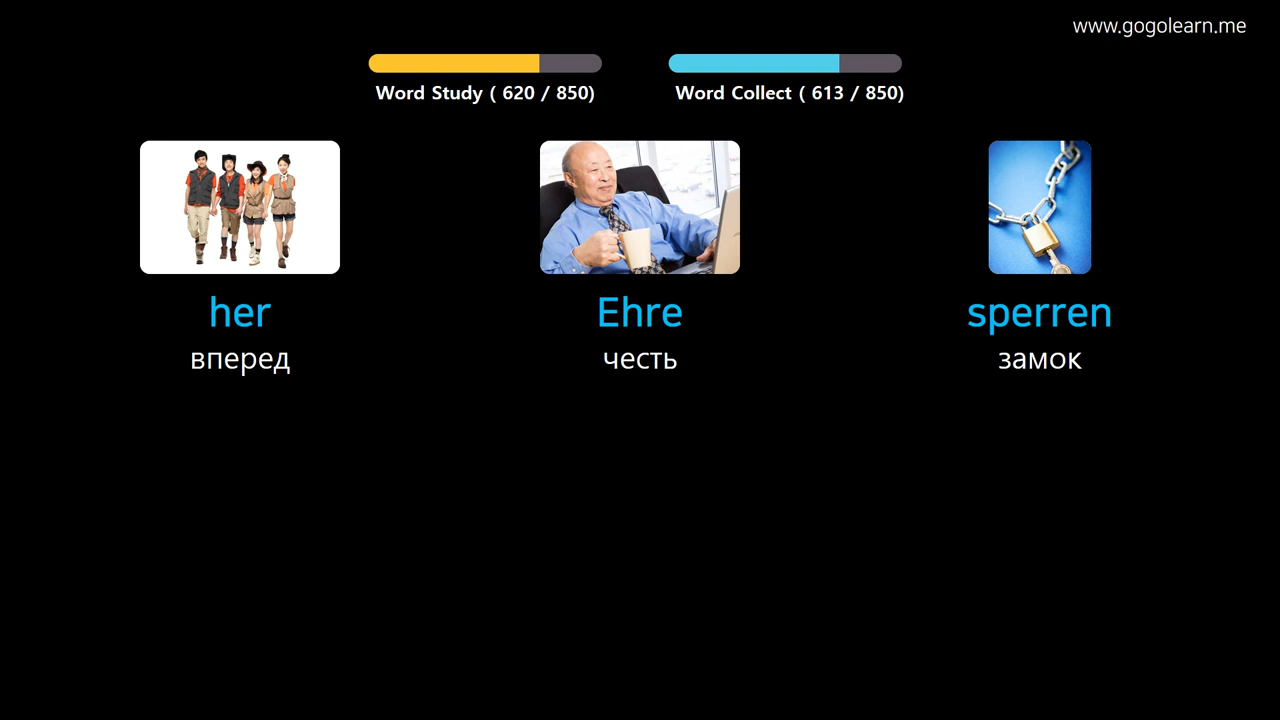 www.gogolearn.me
Word Study ( 620 / 850)
Word Collect ( 613 / 850)
her
вперед
Ehre
честь
sperren
замок